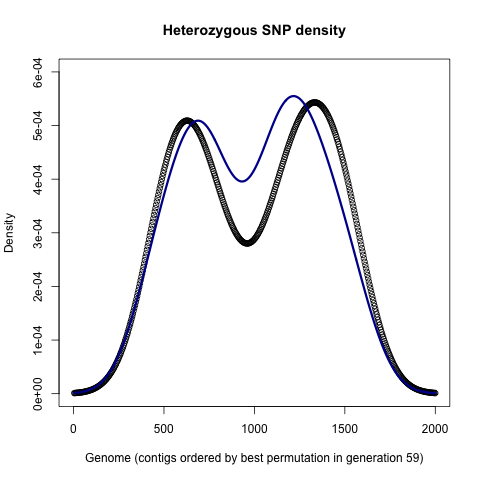 Heterozygous SNP density
6e-04
5e-04
4e-04
3e-04
2e-04
1e-04
0e+00
Density
0 500 1000 1500 2000
Genome (contigs ordered by best permutation in generation 59)